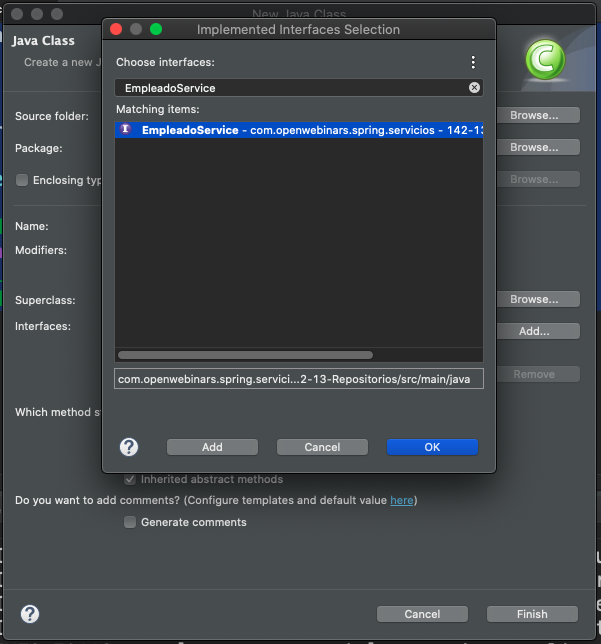 New Java Class
Implemented Interfaces Selection
Java Class
Create a new J
Choose interfaces:
EmpleadoService
Matching items:
EmpleadoService - com.openwebinars.spring.servicios - 142-13
Source folder:
Browse...
Package:
Browse...
Enclosing typ
Browse...
Name:
Modifiers:
Superclass:
Browse...
Interfaces:
Add...
Remove
com.openwebinars.spring.servici...2-13-Repositorios/src/main/java
Which method s
Add
Cancel
OK
Inherited abstract methods
Do you want to add comments? (Configure templates and default value here)
Generate comments
Cancel
Finish